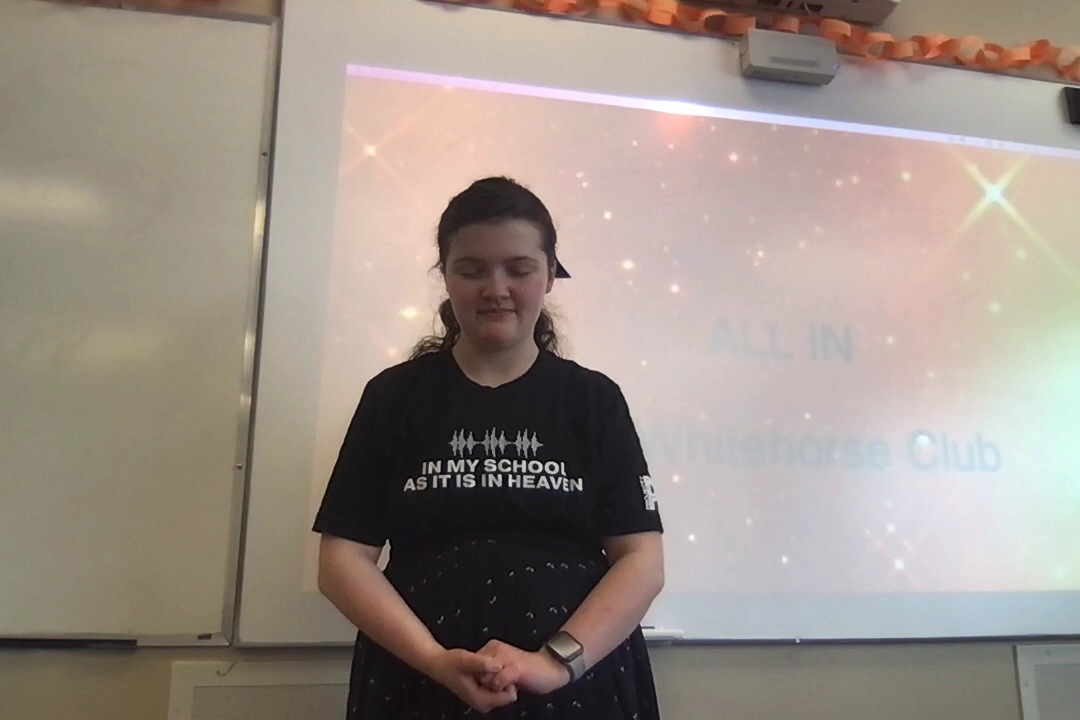 ALL IN
Whitehorse Club
IN MY SCHOOL
AS IT IS IN HEAVEN